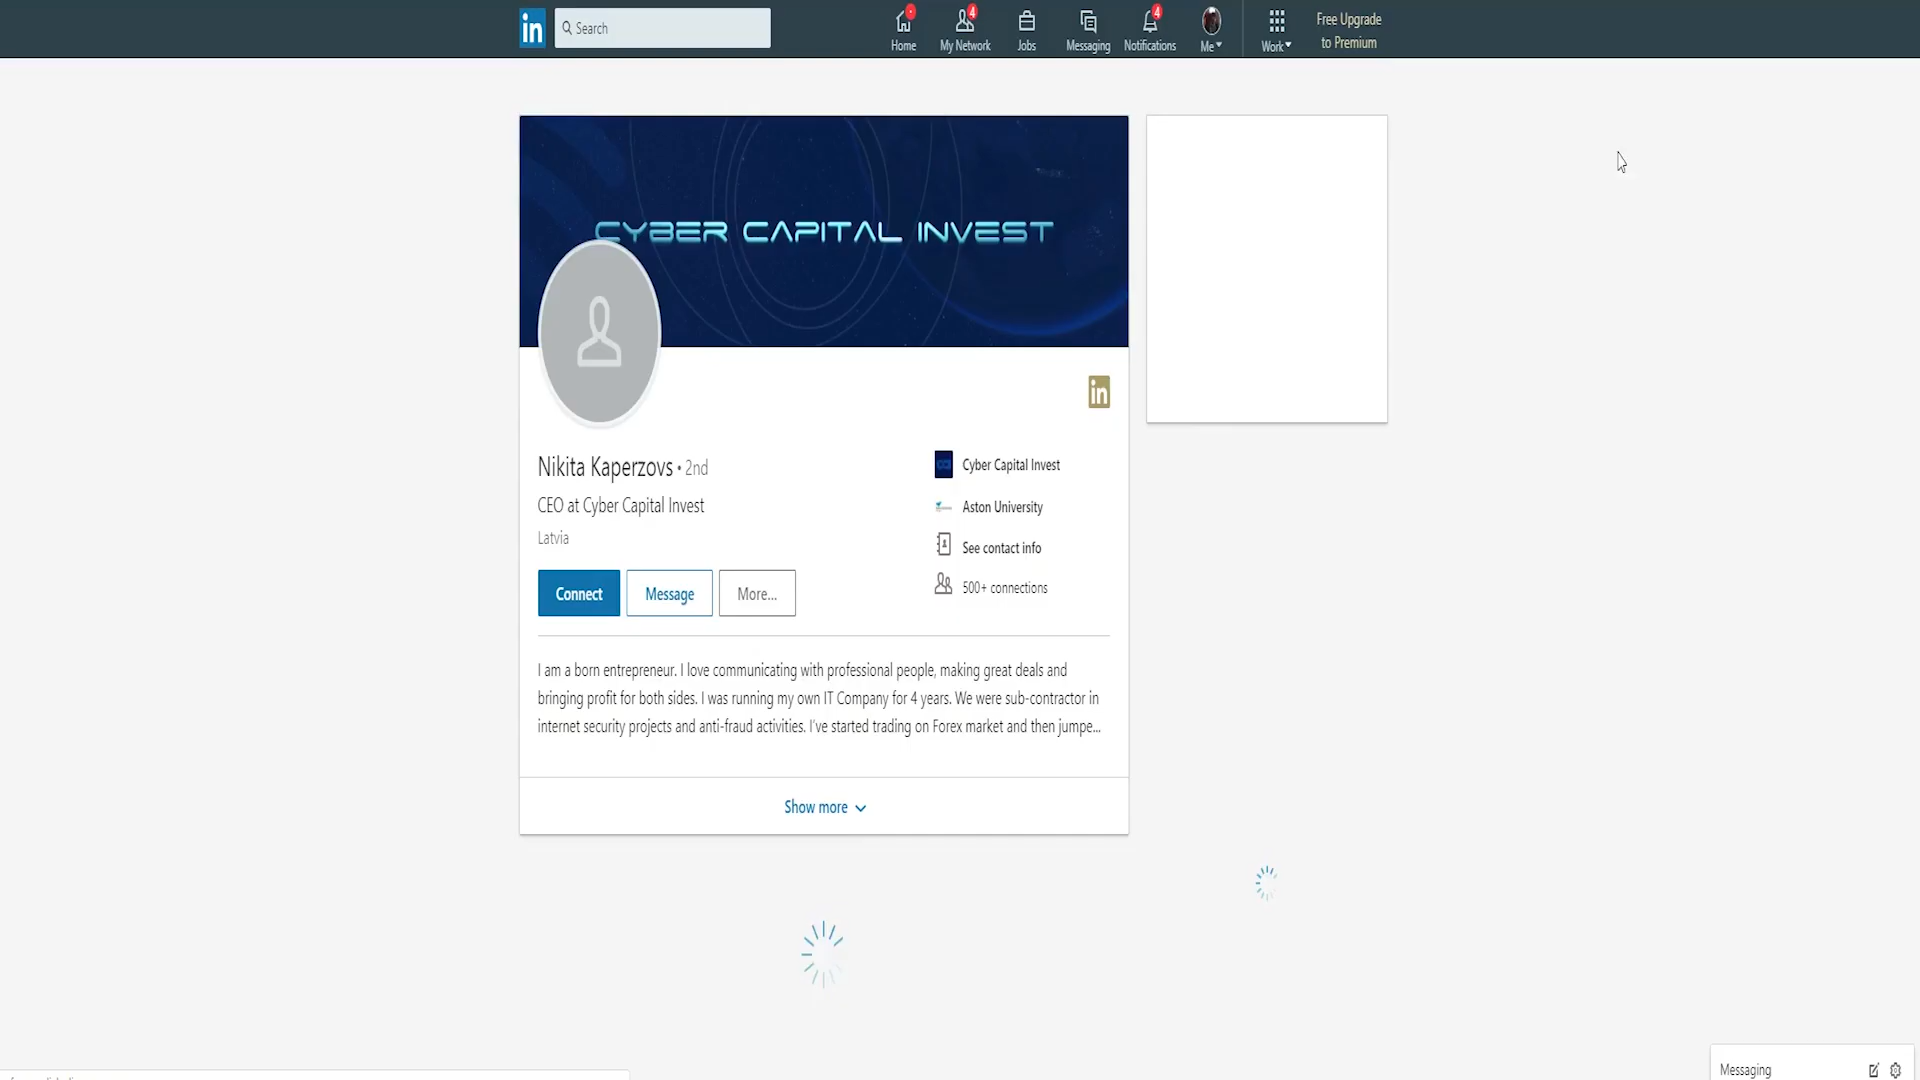 in
Search
Home
4
My Network
Jobs
Messaging
4
Notifications
Me
Work
Free Upgrade
to Premium
CYBER CAPITAL INVEST
in
Nikita Kaperzovs • 2nd
CEO at Cyber Capital Invest
Latvia
Connect
Message
More...
Cyber Capital Invest
Aston University
See contact info
500+ connections
I am a born entrepreneur. I love communicating with professional people, making great deals and
bringing profit for both sides. I was running my own IT Company for 4 years. We were sub-contractor in
internet security projects and anti-fraud activities. I've started trading on Forex market and then jumpe...
Show more
Messaging